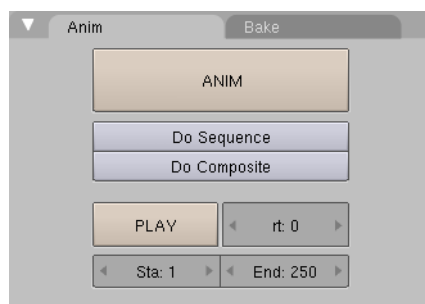 Anim Bake
ANIM
Do Sequence
Do Composite
PLAY rt: 0
Sta: 1 End: 250